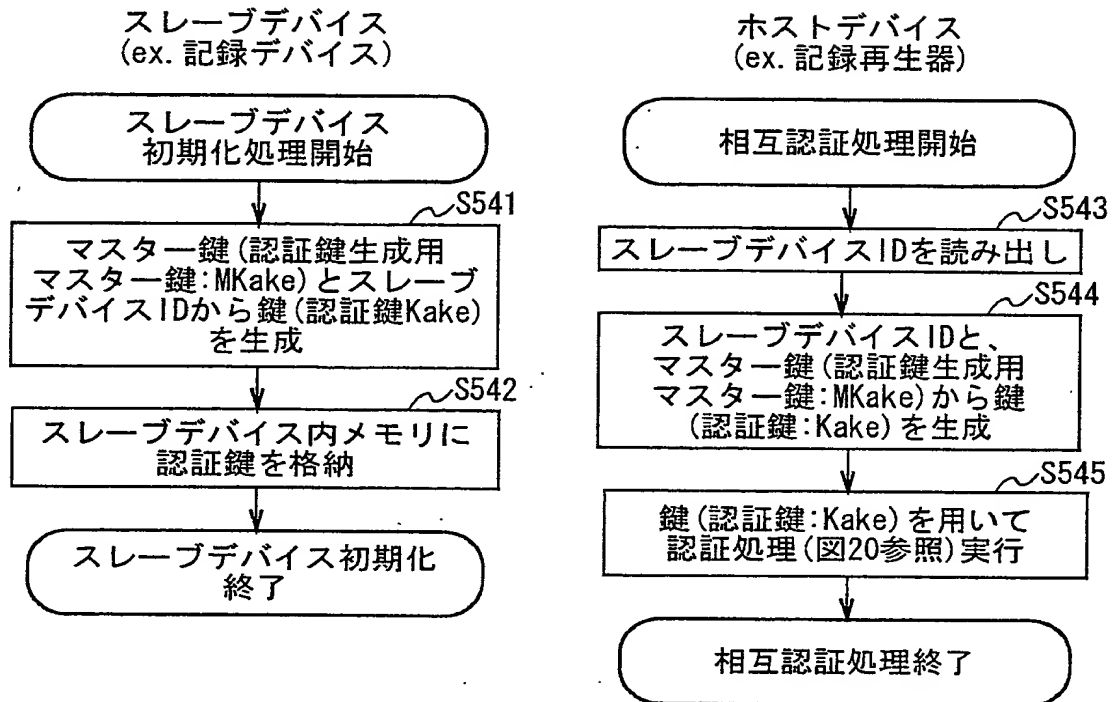 スレーブデバイス
(ex.記録デバイス)
スレーブデバイス
初期化処理開始
S541
マスター鍵(認証鍵生成用
マスター鍵:MKake)とスレーブ
デバイスIDから鍵(認証鍵Kake)
を生成
S542
スレーブデバイス内メモリに
認証鍵を格納
スレーブデバイス初期化
終了
ホストデバイス
(ex.記録再生器)
相互認証処理開始
S543
スレーブデバイスIDを読み出し
S544
スレーブデバイスIDと、
マスター鍵(認証鍵生成用
マスター鍵:MKake)から鍵
(認証鍵:Kake)を生成
S545
鍵(認証鍵:Kake)を用いて
認証処理(図20参照)実行
相互認証処理終了